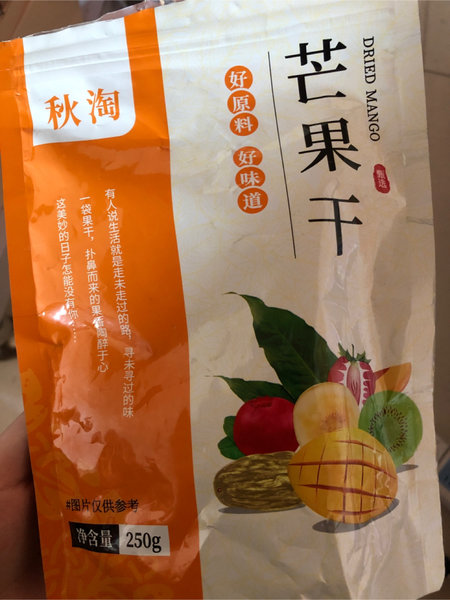 秋淘
好原料 好味道
芒果干
DRIED MANGO
甄选
有人说生活就是走未走过的路，寻未寻过的味
一袋果干，扑鼻而来的果香陶醉于心
这美妙的日子怎能没有你……
#图片仅供参考
净含量 250g